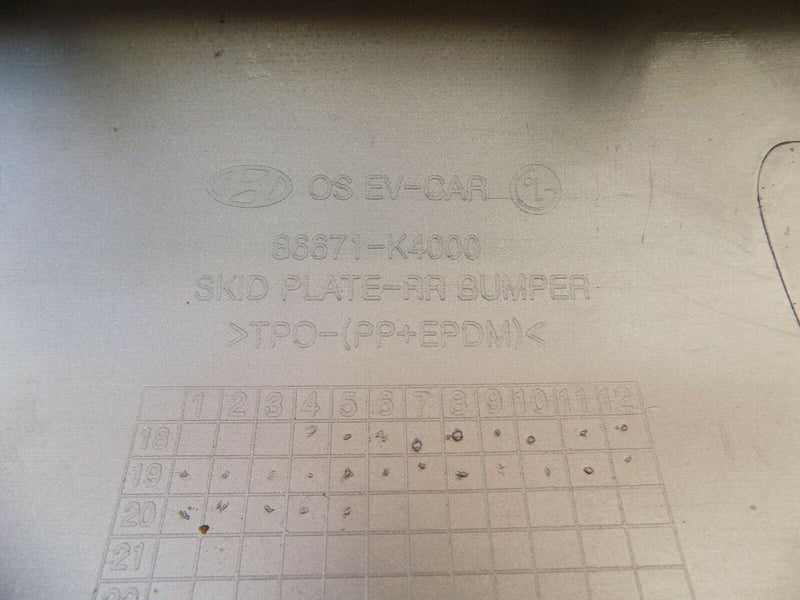 OS EV-CAR
86671-K4000
SKID PLATE-RR BUMPER
>TPO-(PP+EPDM)<
1 2 3 4 5 6 7 8 9 10 11 12
18
19
20
21